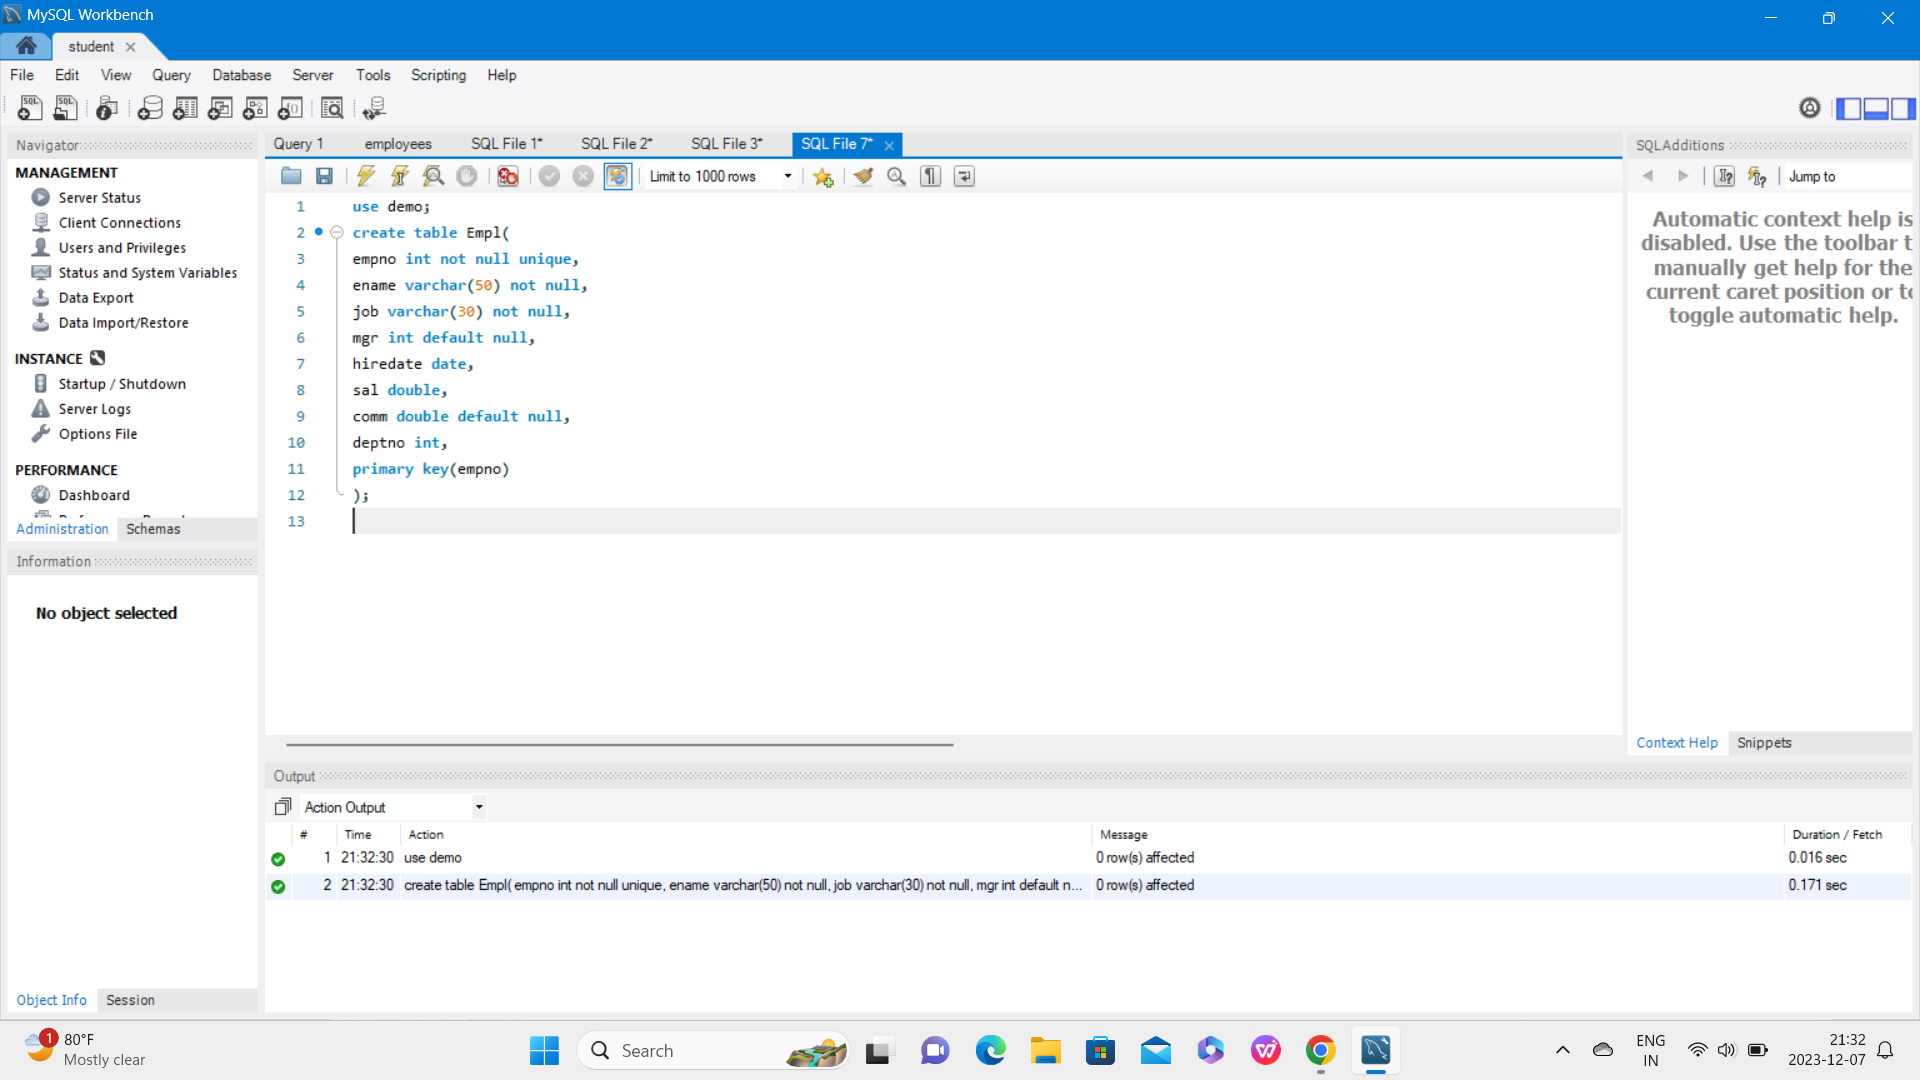 MySQL Workbench
student
File Edit View Query Database Server Tools Scripting Help
Navigator
MANAGEMENT
Server Status
Client Connections
Users and Privileges
Status and System Variables
Data Export
Data Import/Restore
INSTANCE
Startup / Shutdown
Server Logs
Options File
PERFORMANCE
Dashboard
Administration Schemas
Information
No object selected
Object Info Session
Query 1 employees SQL File 1* SQL File 2* SQL File 3* SQL File 7*
Limit to 1000 rows
1 use demo;
2 create table Empl(
3 empno int not null unique,
4 ename varchar(50) not null,
5 job varchar(30) not null,
6 mgr int default null,
7 hiredate date,
8 sal double,
9 comm double default null,
10 deptno int,
11 primary key(empno)
12 );
13
SQLAdditions
Jump to
Automatic context help is
disabled. Use the toolbar t
manually get help for the
current caret position or to
toggle automatic help.
Context Help Snippets
Output
Action Output
# Time Action Message Duration / Fetch
1 21:32:30 use demo 0 row(s) affected 0.016 sec
2 21:32:30 create table Empl( empno int not null unique, ename varchar(50) not null, job varchar(30) not null, mgr int default n... 0 row(s) affected 0.171 sec
1 80°F
Mostly clear
Search
ENG
IN
21:32
2023-12-07